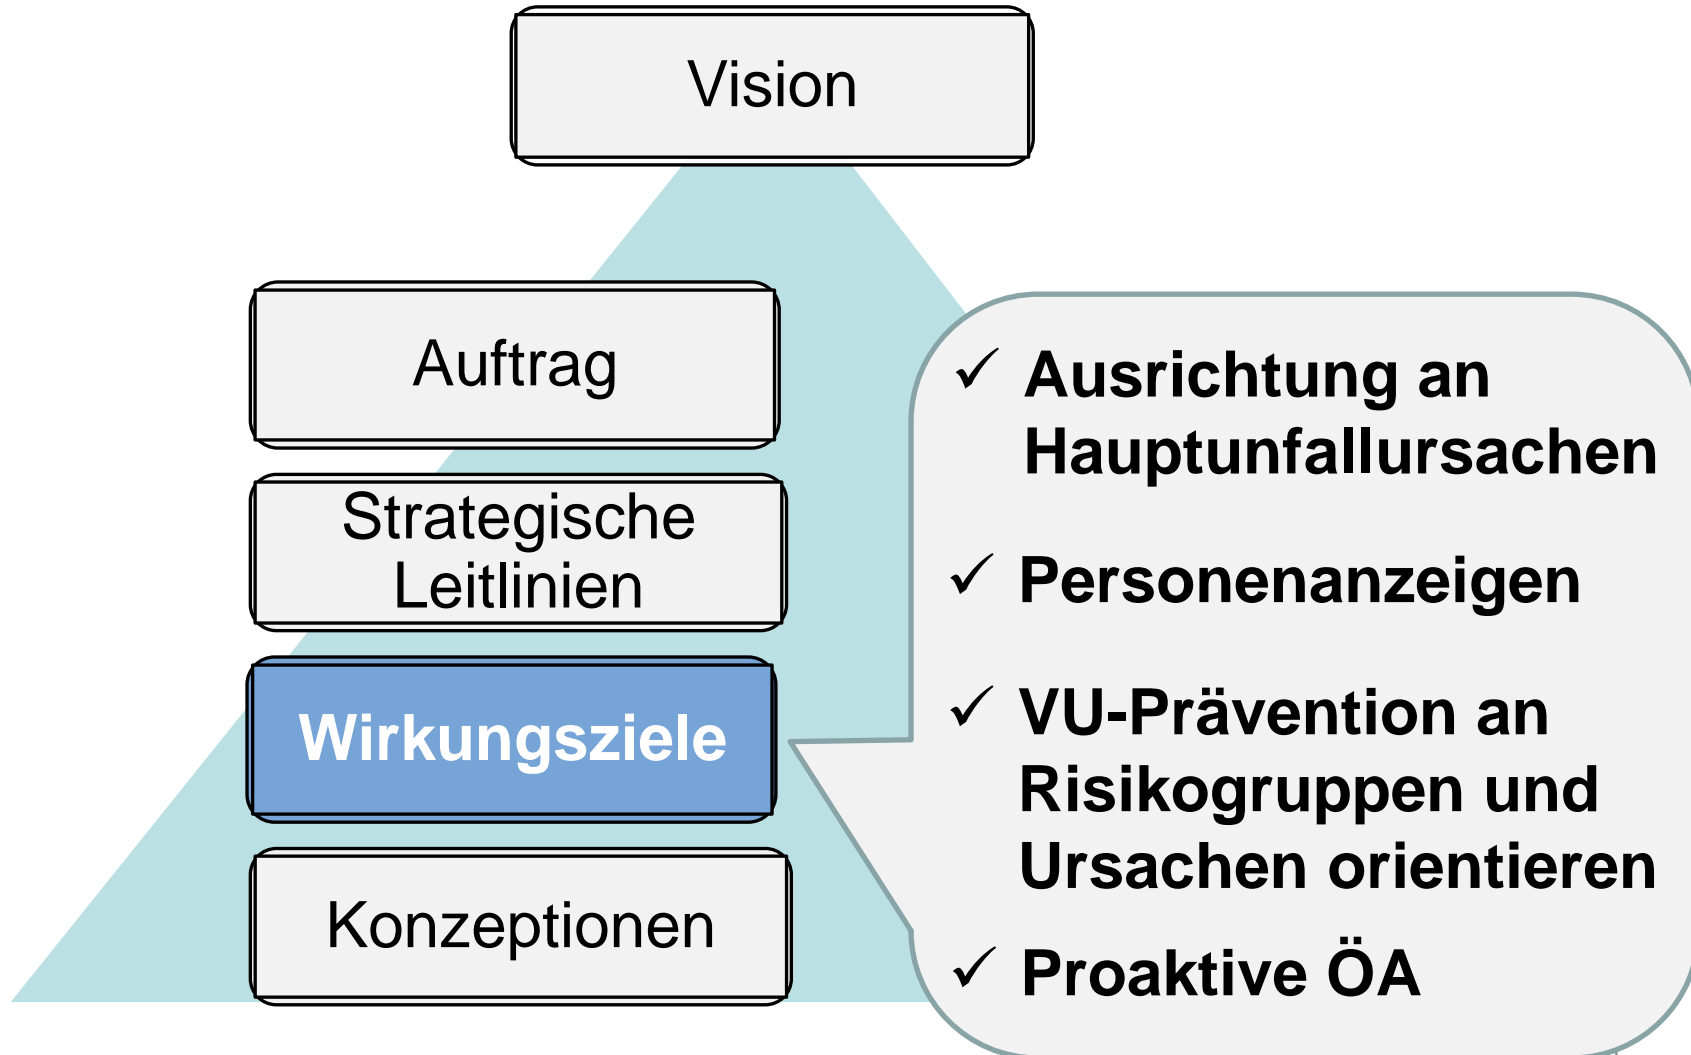 Vision
Auftrag
Strategische
Leitlinien
Wirkungsziele
Konzeptionen
✓ Ausrichtung an
Hauptunfallursachen
✓ Personenanzeigen
✓ VU-Prävention an
Risikogruppen und
Ursachen orientieren
✓ Proaktive ÖA